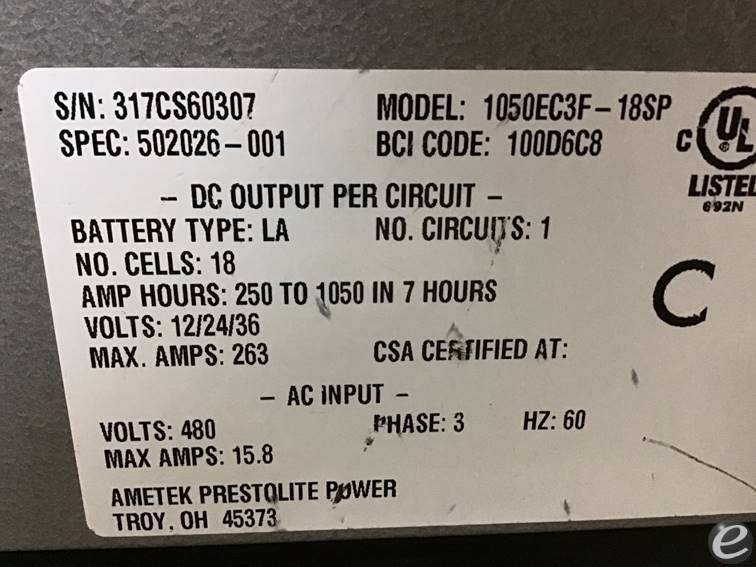 S/N: 317CS60307 MODEL: 1050EC3F-18SP
SPEC: 502026-001 BCI CODE: 100D6C8
C UL
LISTED
692N
- DC OUTPUT PER CIRCUIT -
BATTERY TYPE: LA NO. CIRCUITS: 1
NO. CELLS: 18
AMP HOURS: 250 TO 1050 IN 7 HOURS
C
VOLTS: 12/24/36
MAX. AMPS: 263 CSA CERTIFIED AT:
- AC INPUT -
VOLTS: 480 PHASE: 3 HZ: 60
MAX AMPS: 15.8
AMETEK PRESTOLITE POWER
TROY, OH 45373
e